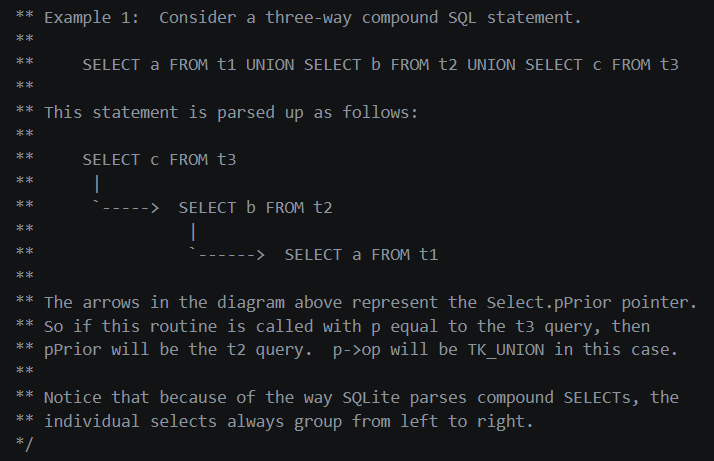 ** Example 1:  Consider a three-way compound SQL statement.
**
**     SELECT a FROM t1 UNION SELECT b FROM t2 UNION SELECT c FROM t3
**
** This statement is parsed up as follows:
**
**     SELECT c FROM t3
**      |
**      `----->  SELECT b FROM t2
**                |
**                `------>  SELECT a FROM t1
**
** The arrows in the diagram above represent the Select.pPrior pointer.
** So if this routine is called with p equal to the t3 query, then
** pPrior will be the t2 query.  p->op will be TK_UNION in this case.
**
** Notice that because of the way SQLite parses compound SELECTs, the
** individual selects always group from left to right.
*/